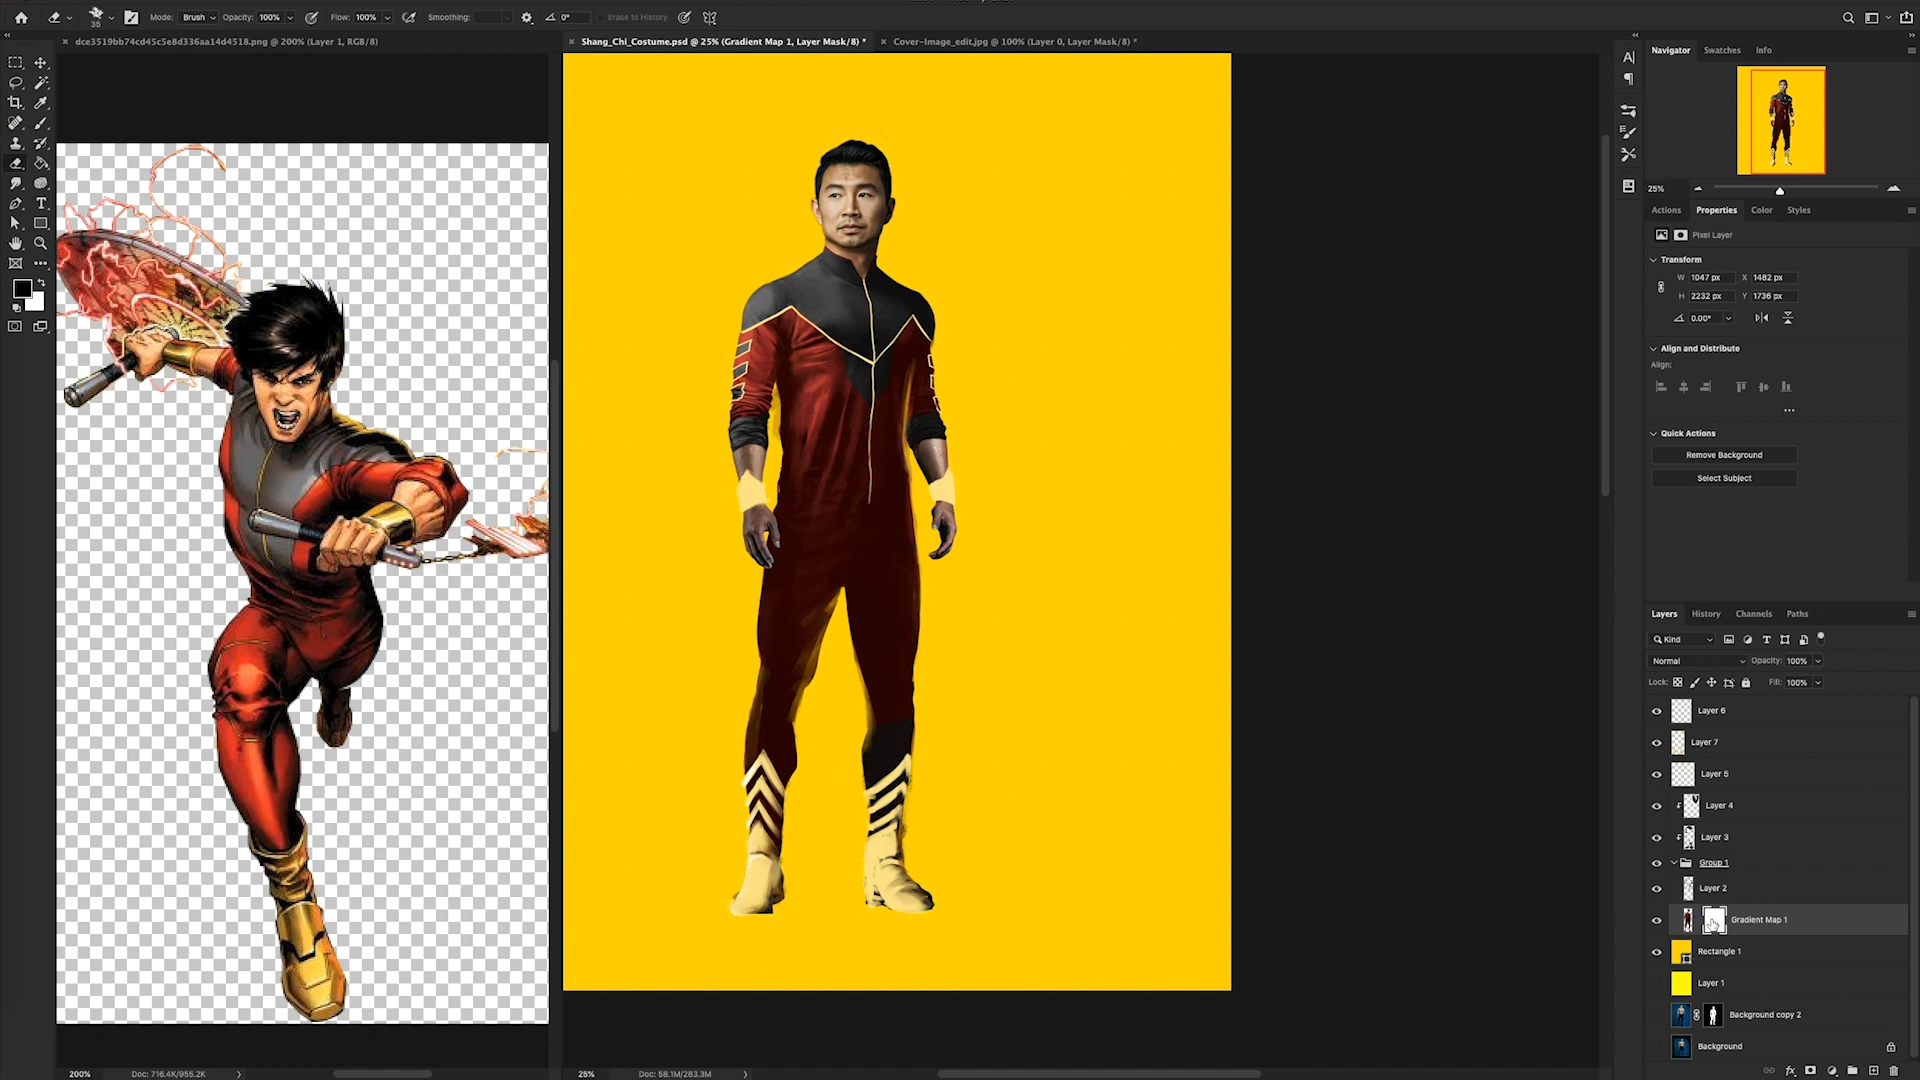 35
Mode:
Brush
Opacity: 100%
Flow: 100%
Smoothing:
0°
Erase to History
dce3519bb74cd45c5e8d336aa14d4518.png @ 200% (Layer 1, RGB/8)
Shang_Chi_Costume.psd @ 25% (Gradient Map 1, Layer Mask/8) *
Cover-Image_edit.jpg @ 100% (Layer 0, Layer Mask/8) *
Navigator
Swatches
Info
25%
Actions
Properties
Color
Styles
Pixel Layer
Transform
W 1047 px
X 1482 px
H 2232 px
Y 1736 px
0.00°
Align and Distribute
Align:
Quick Actions
Remove Background
Select Subject
Layers
History
Channels
Paths
Kind
Normal
Opacity: 100%
Lock:
Fill: 100%
Layer 6
Layer 7
Layer 5
Layer 4
Layer 3
Group 1
Layer 2
Gradient Map 1
Rectangle 1
Layer 1
Background copy 2
Background
200%
Doc: 716.4K/955.2K
25%
Doc: 58.1M/283.3M